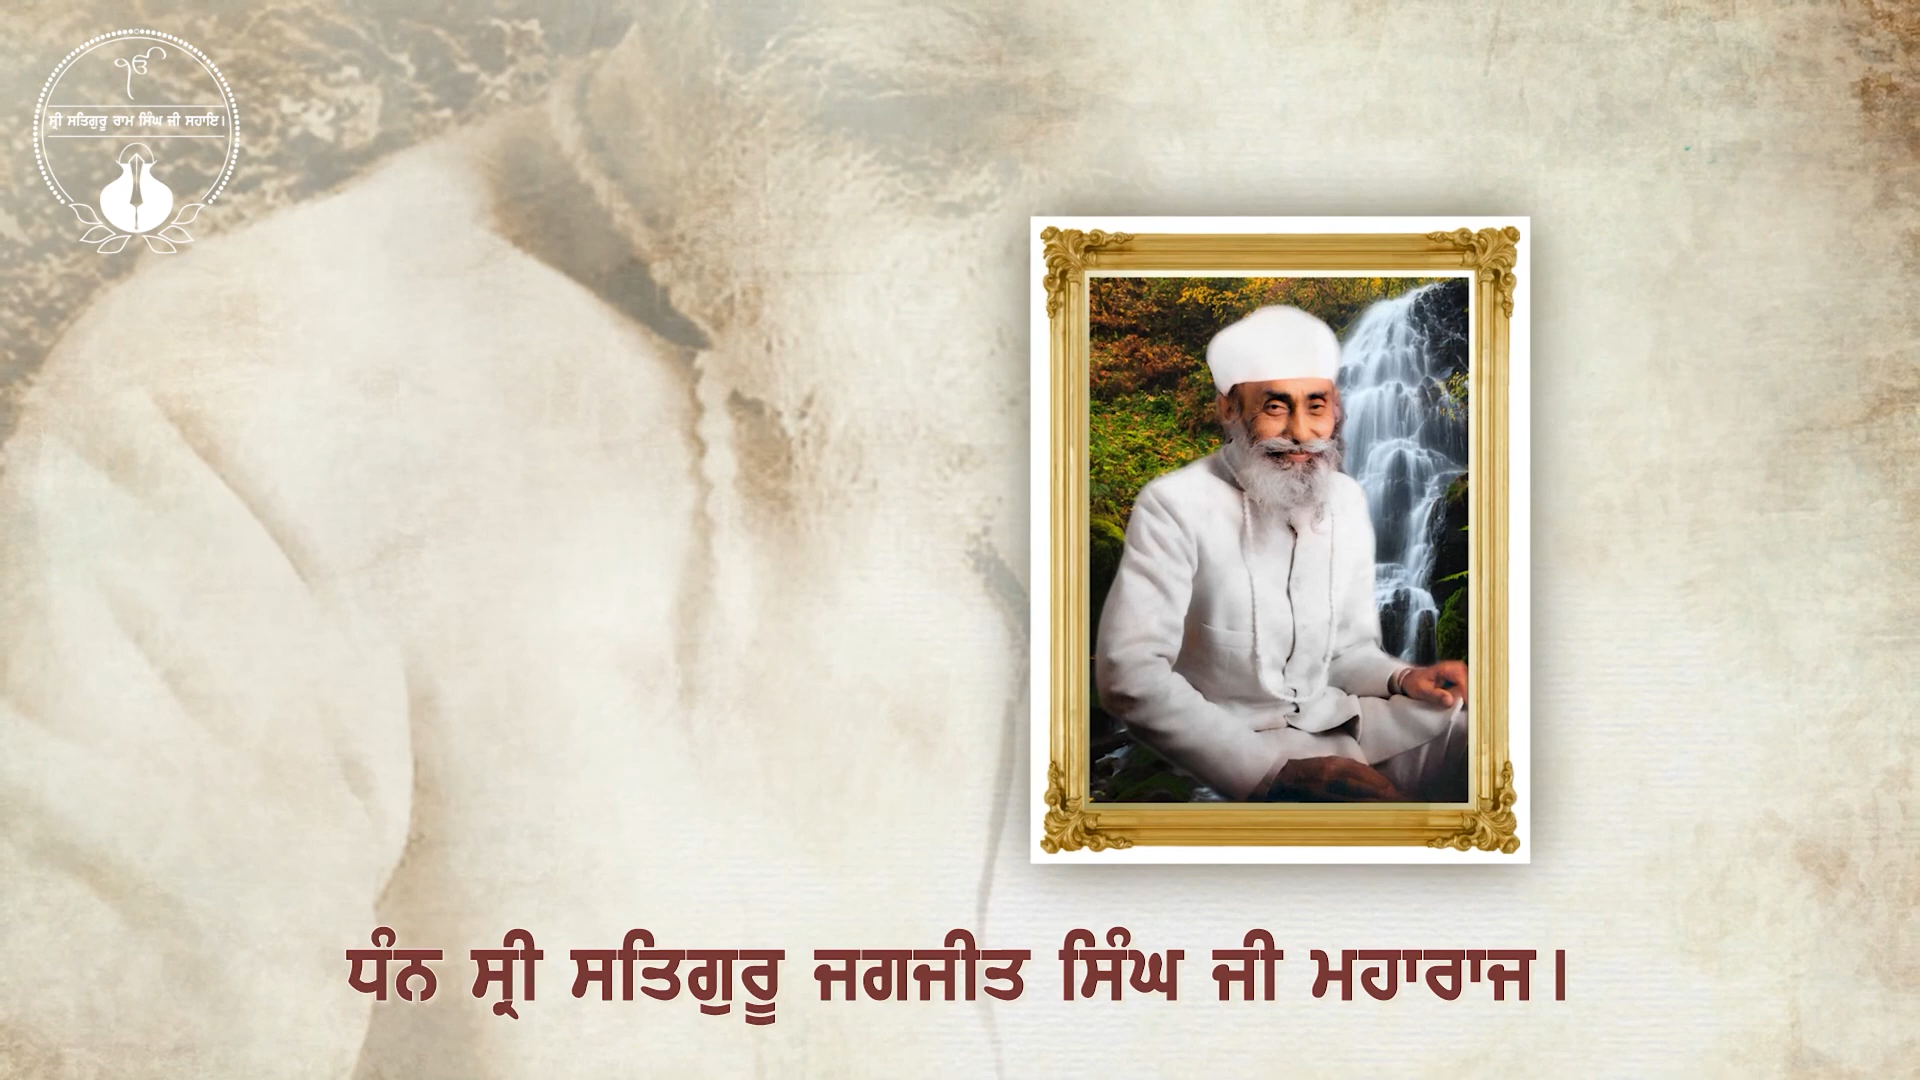 ੴ
ਸ੍ਰੀ ਸਤਿਗੁਰੂ ਰਾਮ ਸਿੰਘ ਜੀ ਸਹਾਇ।
ਧੰਨ ਸ੍ਰੀ ਸਤਿਗੁਰੂ ਜਗਜੀਤ ਸਿੰਘ ਜੀ ਮਹਾਰਾਜ।